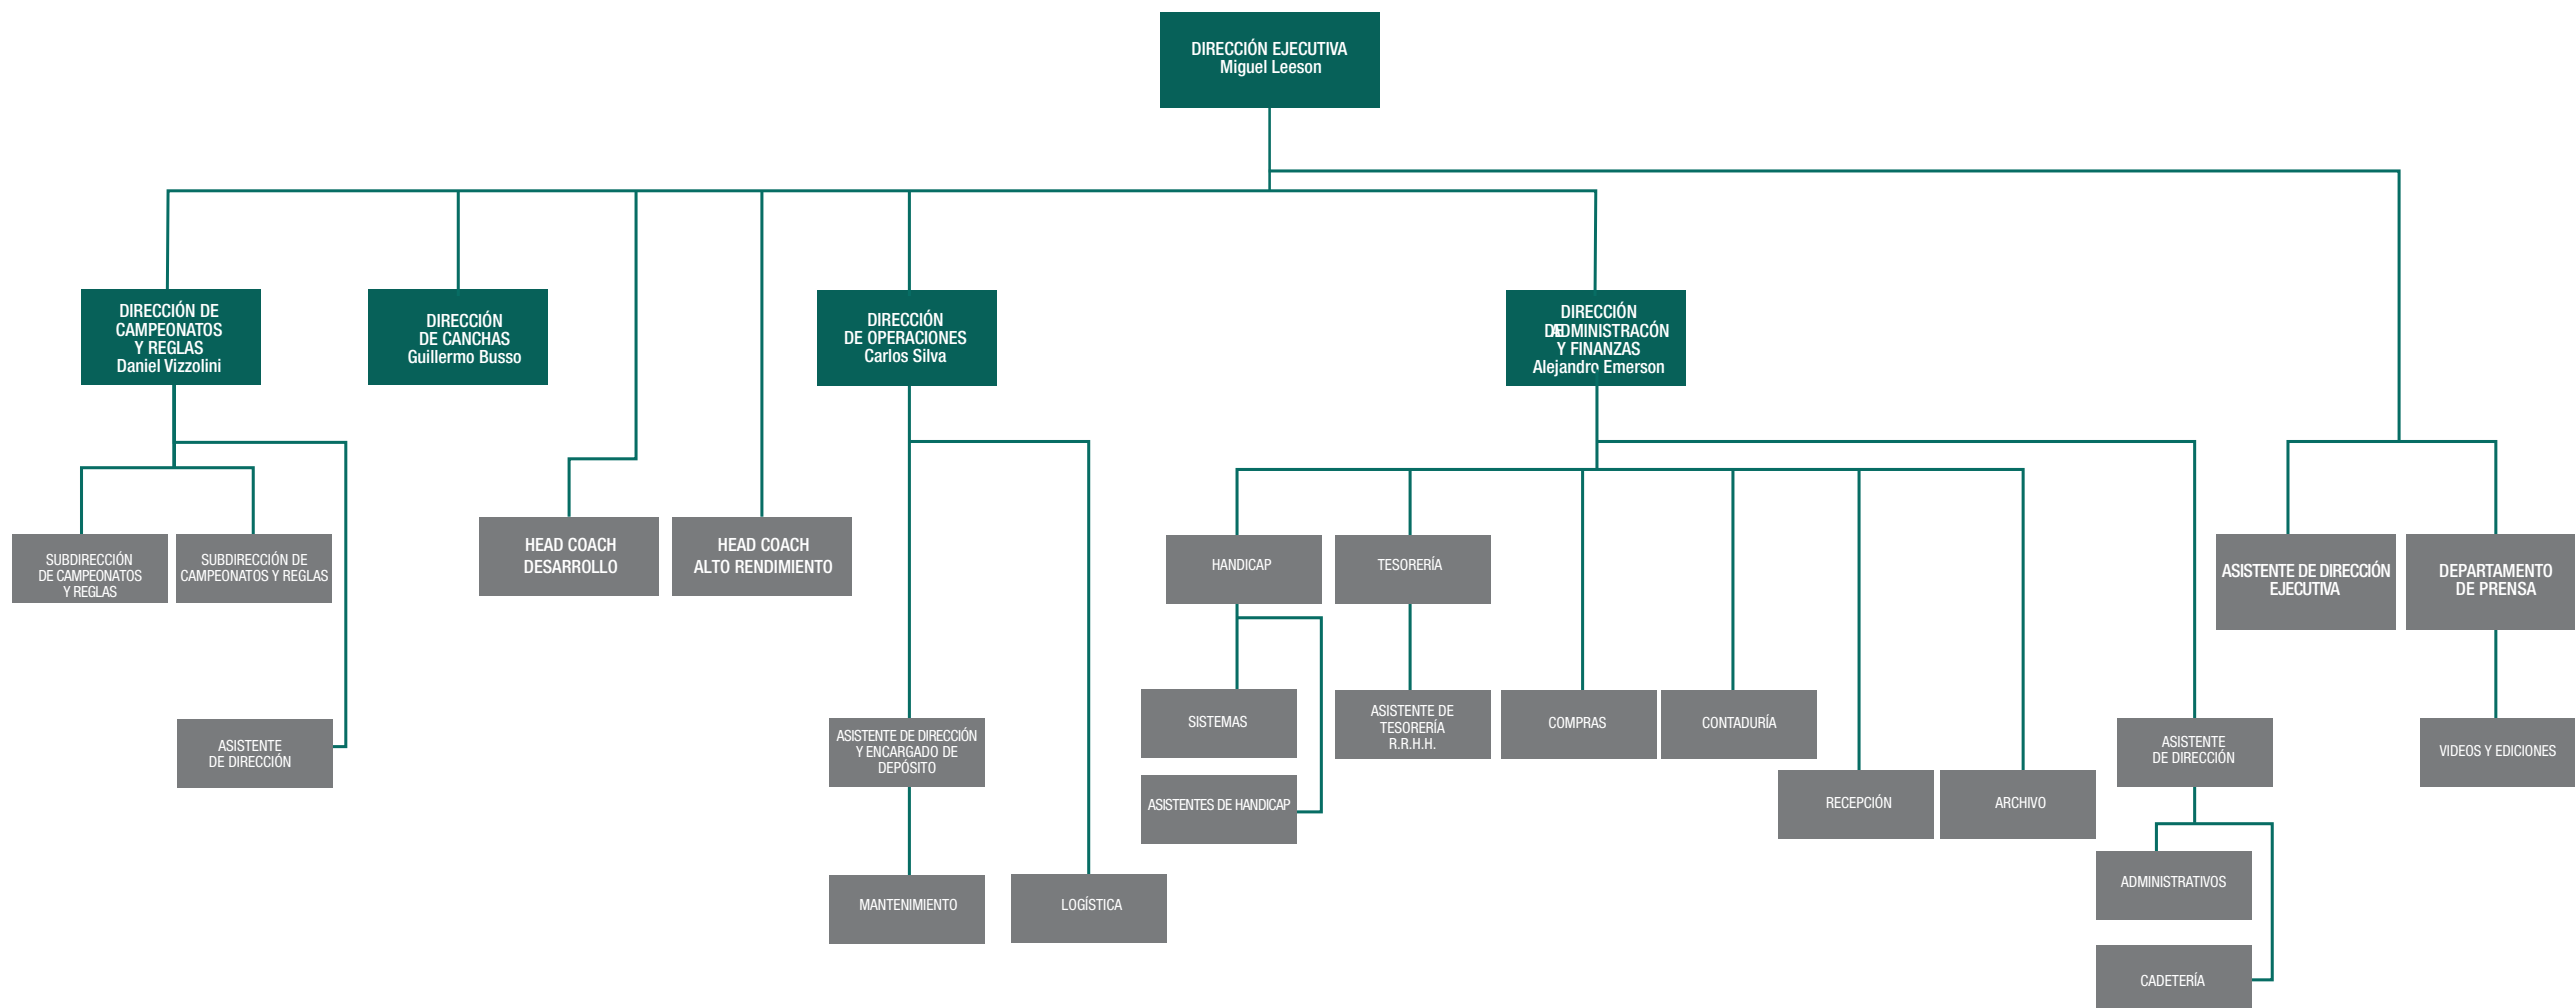 DIRECCIÓN EJECUTIVA
Miguel Leeson
DIRECCIÓN DE
CAMPEONATOS
Y REGLAS
Daniel Vizzolini
DIRECCIÓN
DE CANCHAS
Guillermo Busso
DIRECCIÓN
DE OPERACIONES
Carlos Silva
DIRECCIÓN
DE ADMINISTRACÓN
Y FINANZAS
Alejandro Emerson
SUBDIRECCIÓN
DE CAMPEONATOS
Y REGLAS
SUBDIRECCIÓN DE
CAMPEONATOS Y REGLAS
HEAD COACH
DESARROLLO
HEAD COACH
ALTO RENDIMIENTO
HANDICAP
TESORERÍA
ASISTENTE DE DIRECCIÓN
EJECUTIVA
DEPARTAMENTO
DE PRENSA
ASISTENTE
DE DIRECCIÓN
ASISTENTE DE DIRECCIÓN
Y ENCARGADO DE
DEPÓSITO
SISTEMAS
ASISTENTE DE
TESORERÍA
R.R.H.H.
COMPRAS
CONTADURÍA
ASISTENTE
DE DIRECCIÓN
VIDEOS Y EDICIONES
ASISTENTES DE HANDICAP
RECEPCIÓN
ARCHIVO
MANTENIMIENTO
LOGÍSTICA
ADMINISTRATIVOS
CADETERÍA